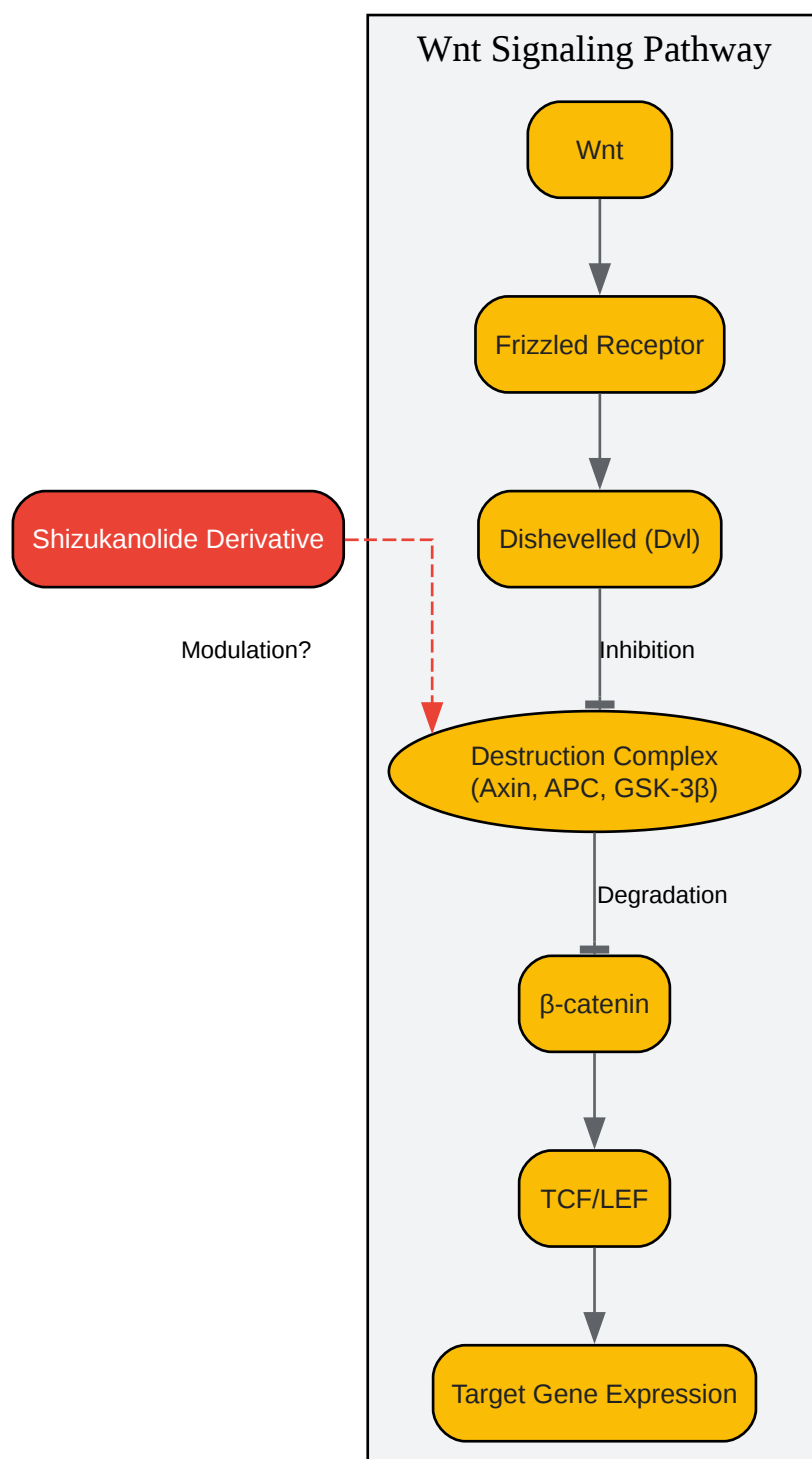 Wnt Signaling Pathway
Wnt
Frizzled Receptor
Shizukanolide Derivative
Dishevelled (Dvl)
Modulation?
Inhibition
Destruction Complex
(Axin, APC, GSK-3β)
Degradation
β-catenin
TCF/LEF
Target Gene Expression